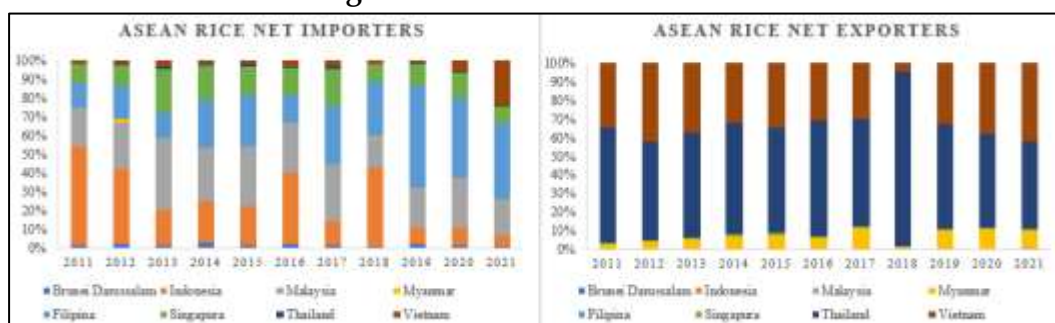 ASEAN RICE NET IMPORTERS
100%
90%
80%
70%
60%
50%
40%
30%
20%
10%
0%
2011 2012 2013 2014 2015 2016 2017 2018 2019 2020 2021
Brunei Darussalam Indonesia Malaysia Myanmar
Filipina Singapura Thailand Vietnam
ASEAN RICE NET EXPORTERS
100%
90%
80%
70%
60%
50%
40%
30%
20%
10%
0%
2011 2012 2013 2014 2015 2016 2017 2018 2019 2020 2021
Brunei Darussalam Indonesia Malaysia Myanmar
Filipina Singapura Thailand Vietnam